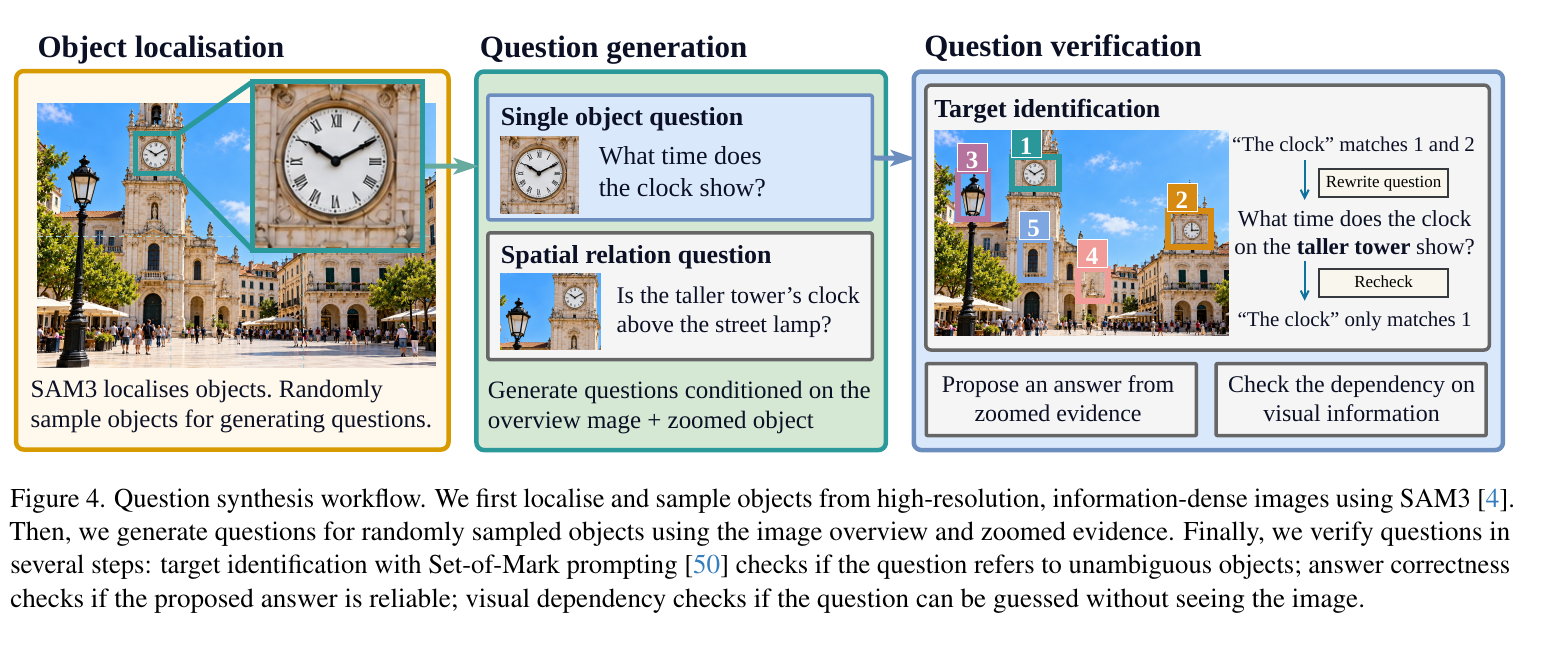 Object localisation
SAM3 localises objects. Randomly
sample objects for generating questions.
Question generation
Single object question
What time does
the clock show?
Spatial relation question
Is the taller tower’s clock
above the street lamp?
Generate questions conditioned on the
overview mage + zoomed object
Question verification
Target identification
1
2
3
4
5
“The clock” matches 1 and 2
Rewrite question
What time does the clock
on the taller tower show?
Recheck
“The clock” only matches 1
Propose an answer from
zoomed evidence
Check the dependency on
visual information
Figure 4. Question synthesis workflow. We first localise and sample objects from high-resolution, information-dense images using SAM3 [4].
Then, we generate questions for randomly sampled objects using the image overview and zoomed evidence. Finally, we verify questions in
several steps: target identification with Set-of-Mark prompting [50] checks if the question refers to unambiguous objects; answer correctness
checks if the proposed answer is reliable; visual dependency checks if the question can be guessed without seeing the image.